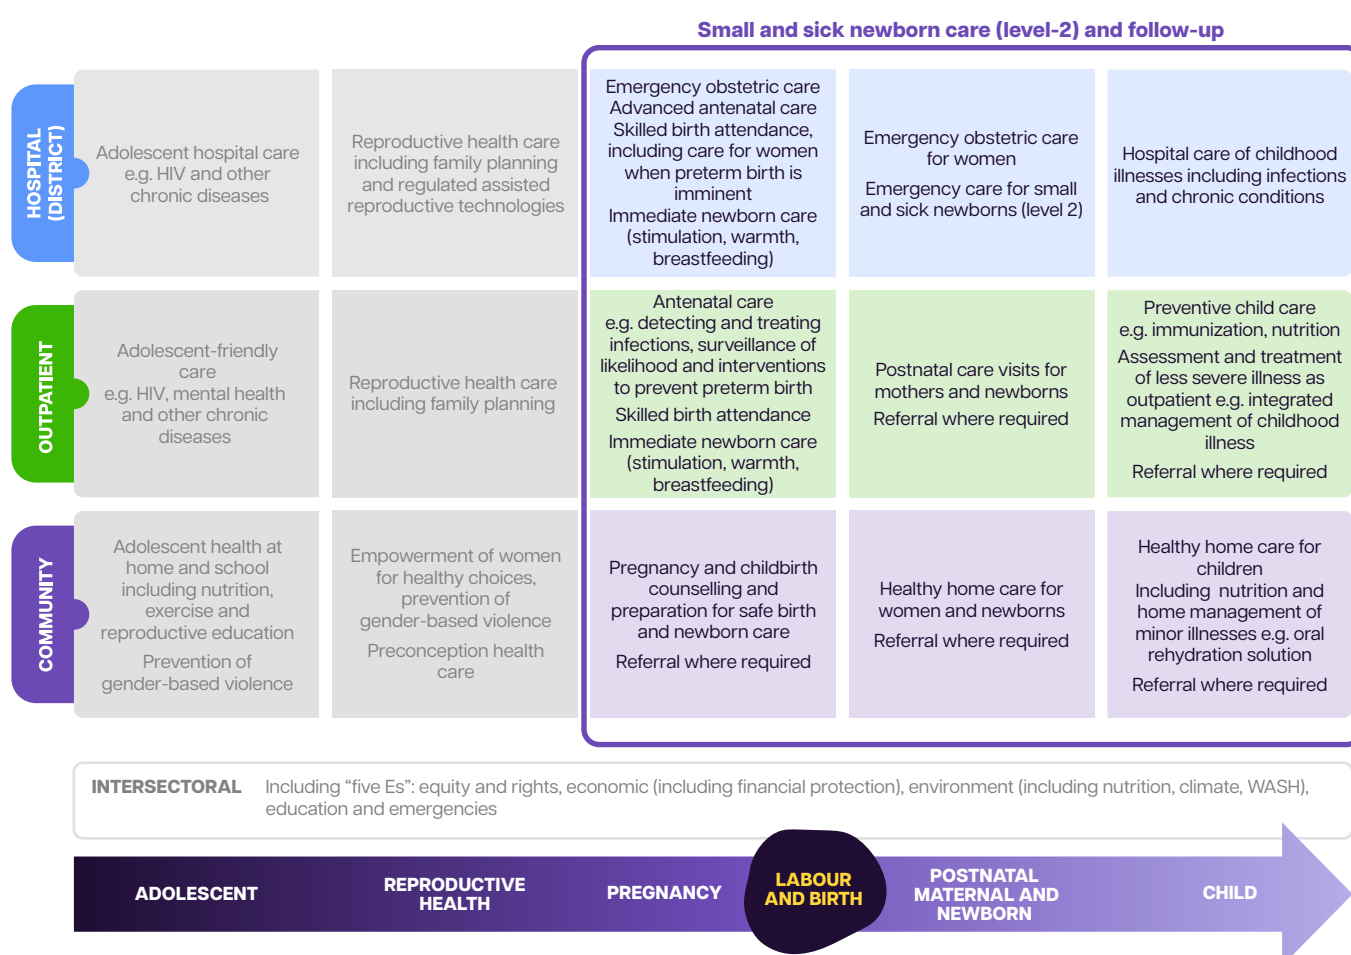 Small and sick newborn care (level-2) and follow-up
HOSPITAL
(DISTRICT)
Adolescent hospital care
e.g. HIV and other
chronic diseases
Reproductive health care
including family planning
and regulated assisted
reproductive technologies
Emergency obstetric care
Advanced antenatal care
Skilled birth attendance,
including care for women
when preterm birth is
imminent
Immediate newborn care
(stimulation, warmth,
breastfeeding)
Emergency obstetric care
for women
Emergency care for small
and sick newborns (level 2)
Hospital care of childhood
illnesses including infections
and chronic conditions
OUTPATIENT
Adolescent-friendly
care
e.g. HIV, mental health
and other chronic
diseases
Reproductive health care
including family planning
Antenatal care
e.g. detecting and treating
infections, surveillance of
likelihood and interventions
to prevent preterm birth
Skilled birth attendance
Immediate newborn care
(stimulation, warmth,
breastfeeding)
Postnatal care visits for
mothers and newborns
Referral where required
Preventive child care
e.g. immunization, nutrition
Assessment and treatment
of less severe illness as
outpatient e.g. integrated
management of childhood
illness
Referral where required
COMMUNITY
Adolescent health at
home and school
including nutrition,
exercise and
reproductive education
Prevention of
gender-based violence
Empowerment of women
for healthy choices,
prevention of
gender-based violence
Preconception health
care
Pregnancy and childbirth
counselling and
preparation for safe birth
and newborn care
Referral where required
Healthy home care for
women and newborns
Referral where required
Healthy home care for
children
Including nutrition and
home management of
minor illnesses e.g. oral
rehydration solution
Referral where required
INTERSECTORAL Including “five Es”: equity and rights, economic (including financial protection), environment (including nutrition, climate, WASH),
education and emergencies
ADOLESCENT
REPRODUCTIVE
HEALTH
PREGNANCY
LABOUR
AND BIRTH
POSTNATAL
MATERNAL AND
NEWBORN
CHILD